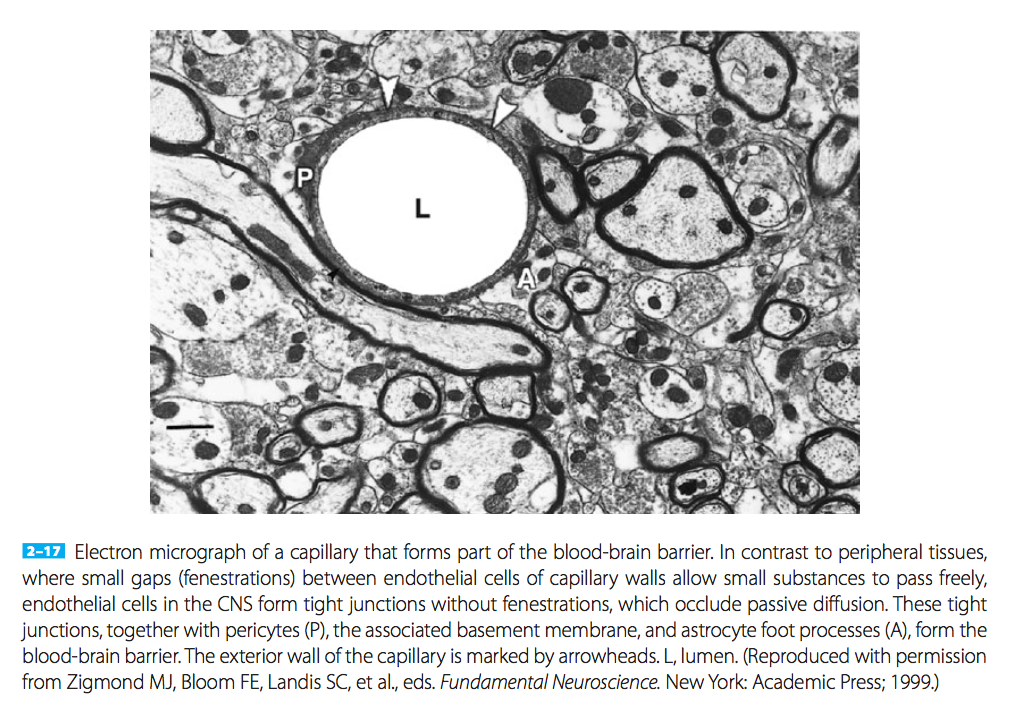 P
L
A
2–17 Electron micrograph of a capillary that forms part of the blood-brain barrier. In contrast to peripheral tissues,
where small gaps (fenestrations) between endothelial cells of capillary walls allow small substances to pass freely,
endothelial cells in the CNS form tight junctions without fenestrations, which occlude passive diffusion. These tight
junctions, together with pericytes (P), the associated basement membrane, and astrocyte foot processes (A), form the
blood-brain barrier. The exterior wall of the capillary is marked by arrowheads. L, lumen. (Reproduced with permission
from Zigmond MJ, Bloom FE, Landis SC, et al., eds. Fundamental Neuroscience. New York: Academic Press; 1999.)